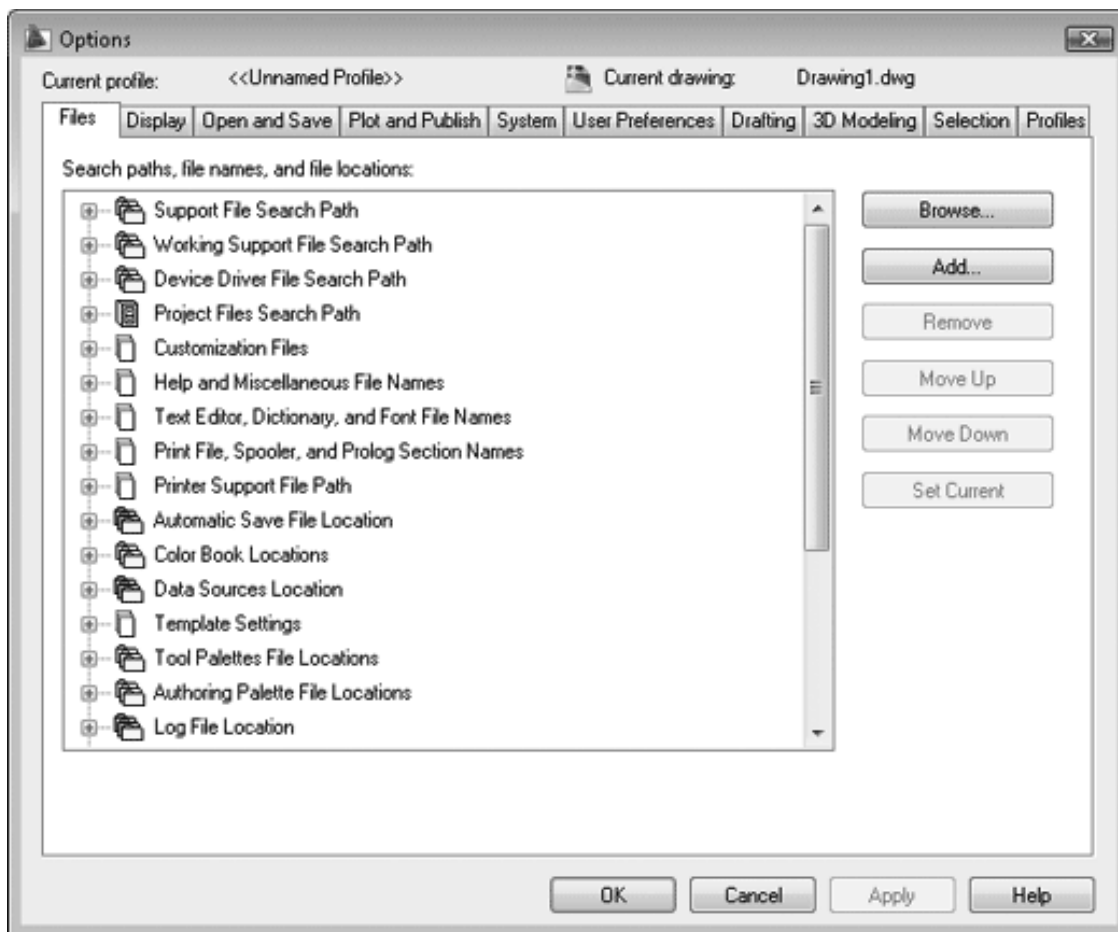 Options
Current profile: <<Unnamed Profile>> Current drawing: Drawing1.dwg
Files Display Open and Save Plot and Publish System User Preferences Drafting 3D Modeling Selection Profiles
Search paths, file names, and file locations:
Support File Search Path
Working Support File Search Path
Device Driver File Search Path
Project Files Search Path
Customization Files
Help and Miscellaneous File Names
Text Editor, Dictionary, and Font File Names
Print File, Spooler, and Prolog Section Names
Printer Support File Path
Automatic Save File Location
Color Book Locations
Data Sources Location
Template Settings
Tool Palettes File Locations
Authoring Palette File Locations
Log File Location
Browse...
Add...
Remove
Move Up
Move Down
Set Current
OK Cancel Apply Help